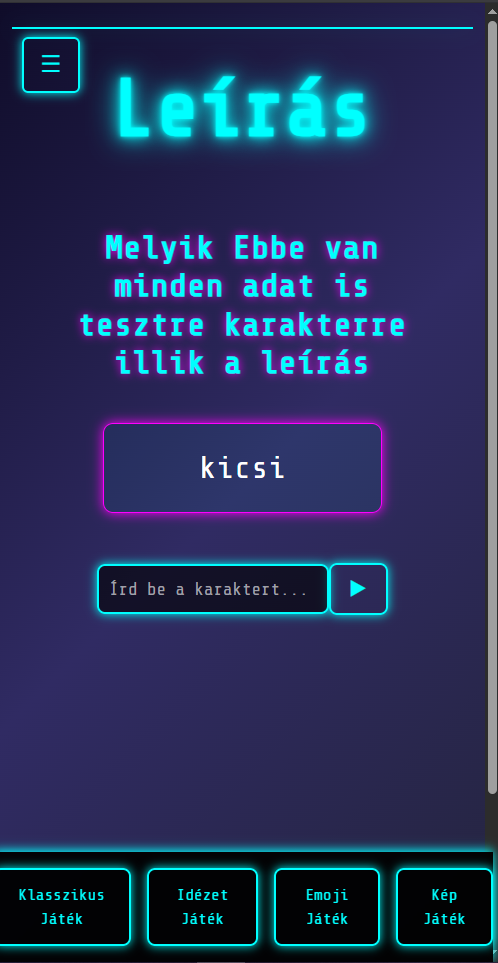 ☰
Leírás
Melyik Ebbe van
minden adat is
tesztre karakterre
illik a leírás
kicsi
Írd be a karaktert...
Klasszikus
Játék
Idézet
Játék
Emoji
Játék
Kép
Játék